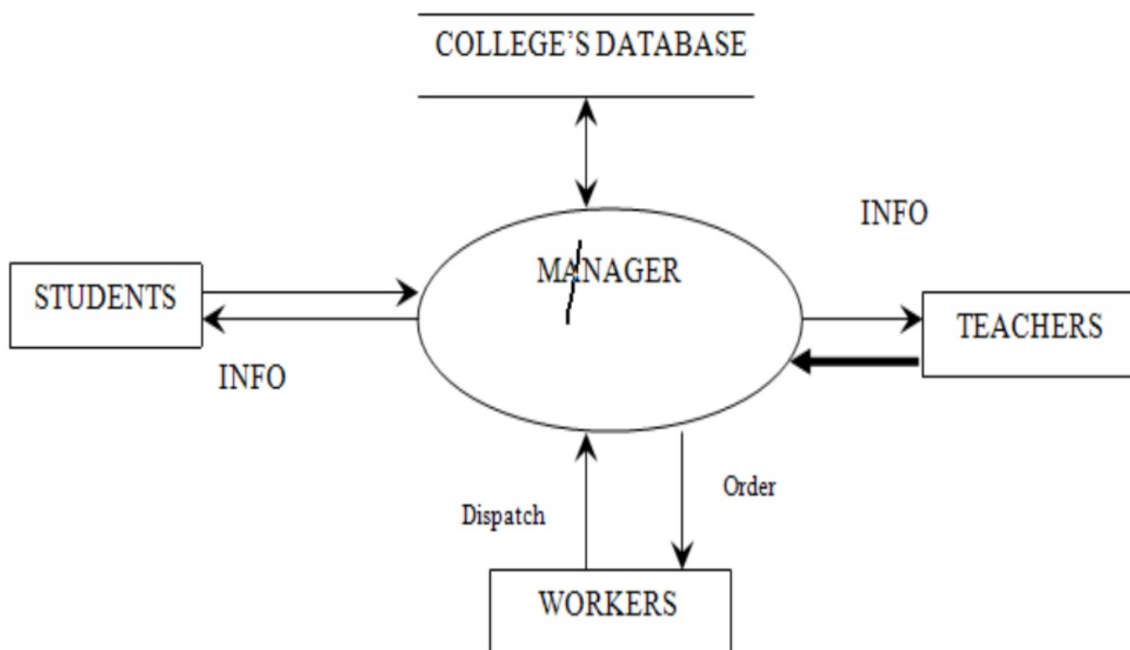 COLLEGE'S DATABASE
INFO
MANAGER
STUDENTS
TEACHERS
INFO
Order
Dispatch
WORKERS